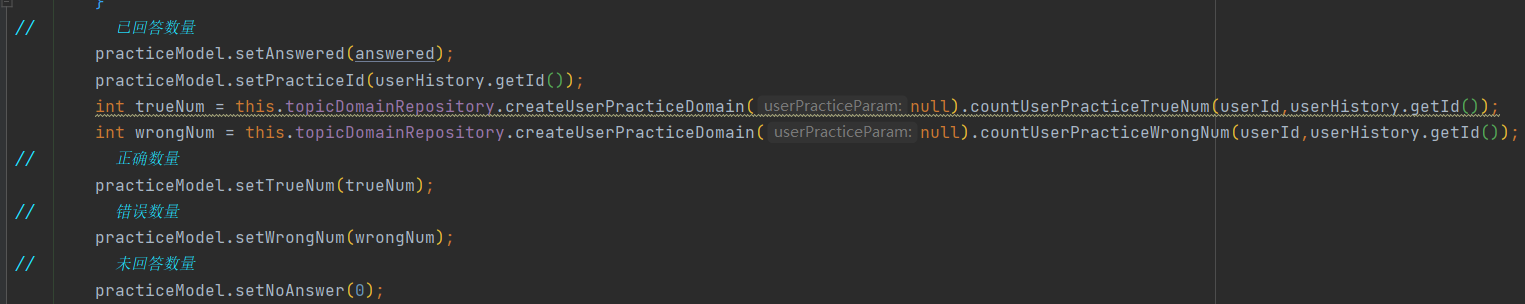 }
//        已回答数量
practiceModel.setAnswered(answered);
practiceModel.setPracticeId(userHistory.getId());
int trueNum = this.topicDomainRepository.createUserPracticeDomain( userPracticeParam: null).countUserPracticeTrueNum(userId,userHistory.getId());
int wrongNum = this.topicDomainRepository.createUserPracticeDomain( userPracticeParam: null).countUserPracticeWrongNum(userId,userHistory.getId());
//        正确数量
practiceModel.setTrueNum(trueNum);
//        错误数量
practiceModel.setWrongNum(wrongNum);
//        未回答数量
practiceModel.setNoAnswer(0);